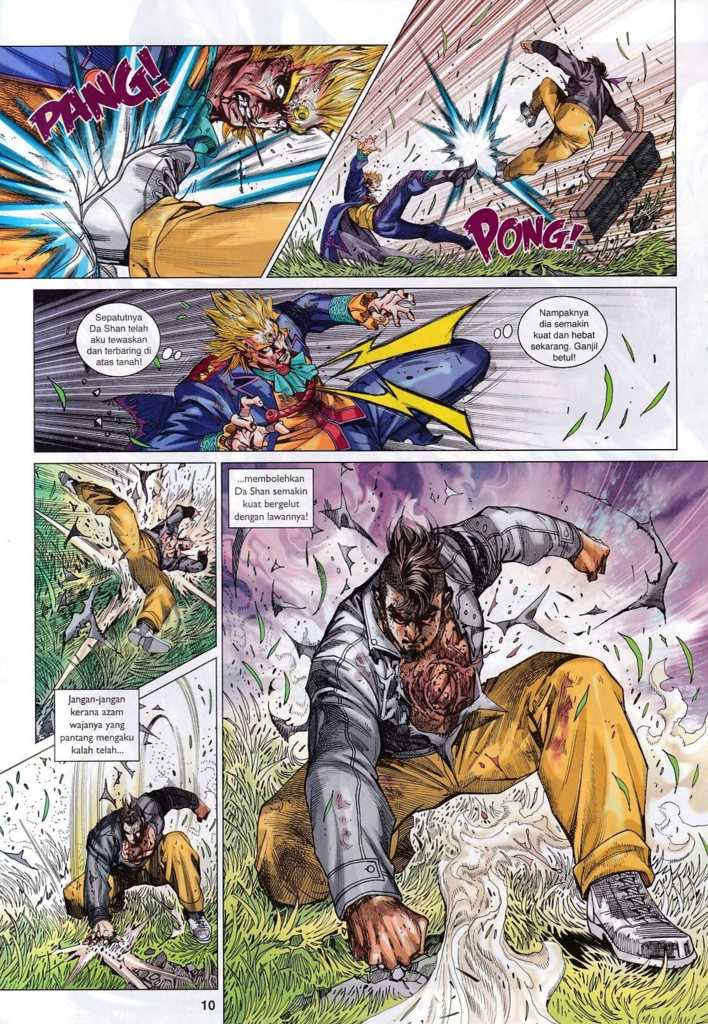 PANG!
PONG!
Sepatutnya
Da Shan telah
aku tewaskan
dan terbaring di
atas tanah!
Nampaknya
dia semakin
kuat dan hebat
sekarang. Ganjil
betul!
Jangan-jangan
kerana azam
wajanya yang
pantang mengaku
kalah telah...
...membolehkan
Da Shan semakin
kuat bergelut
dengan lawannya!
10